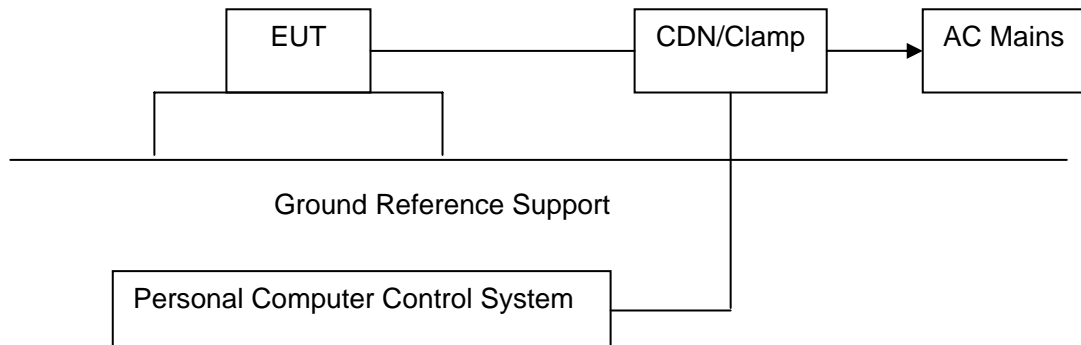 EUT
CDN/Clamp
AC Mains
Ground Reference Support
Personal Computer Control System